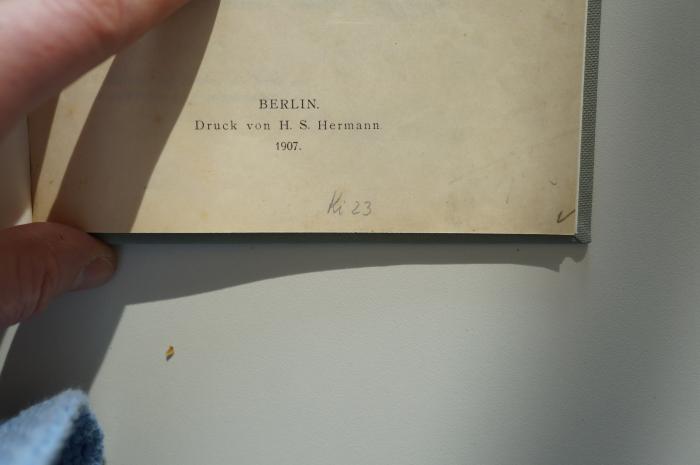 BERLIN.
Druck von H. S. Hermann.
1907.
Ki 23